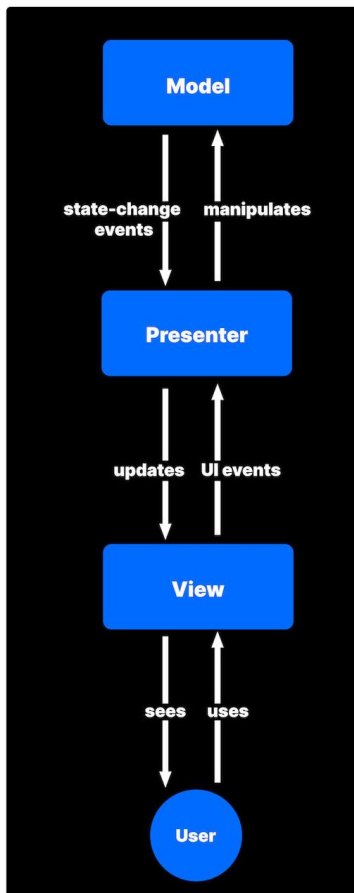 Model
state-change
events
manipulates
Presenter
updates
UI events
View
sees
uses
User